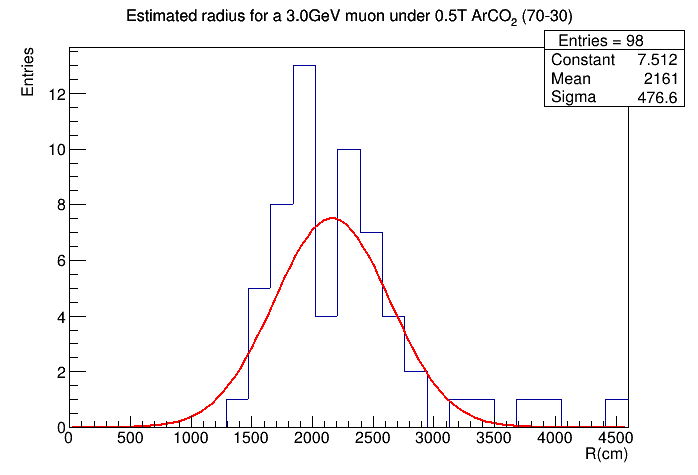 Estimated radius for a 3.0GeV muon under 0.5T ArCO2 (70-30)
Entries = 98
Constant 7.512
Mean 2161
Sigma 476.6
Entries
12
10
8
6
4
2
0
0 500 1000 1500 2000 2500 3000 3500 4000 4500
R(cm)